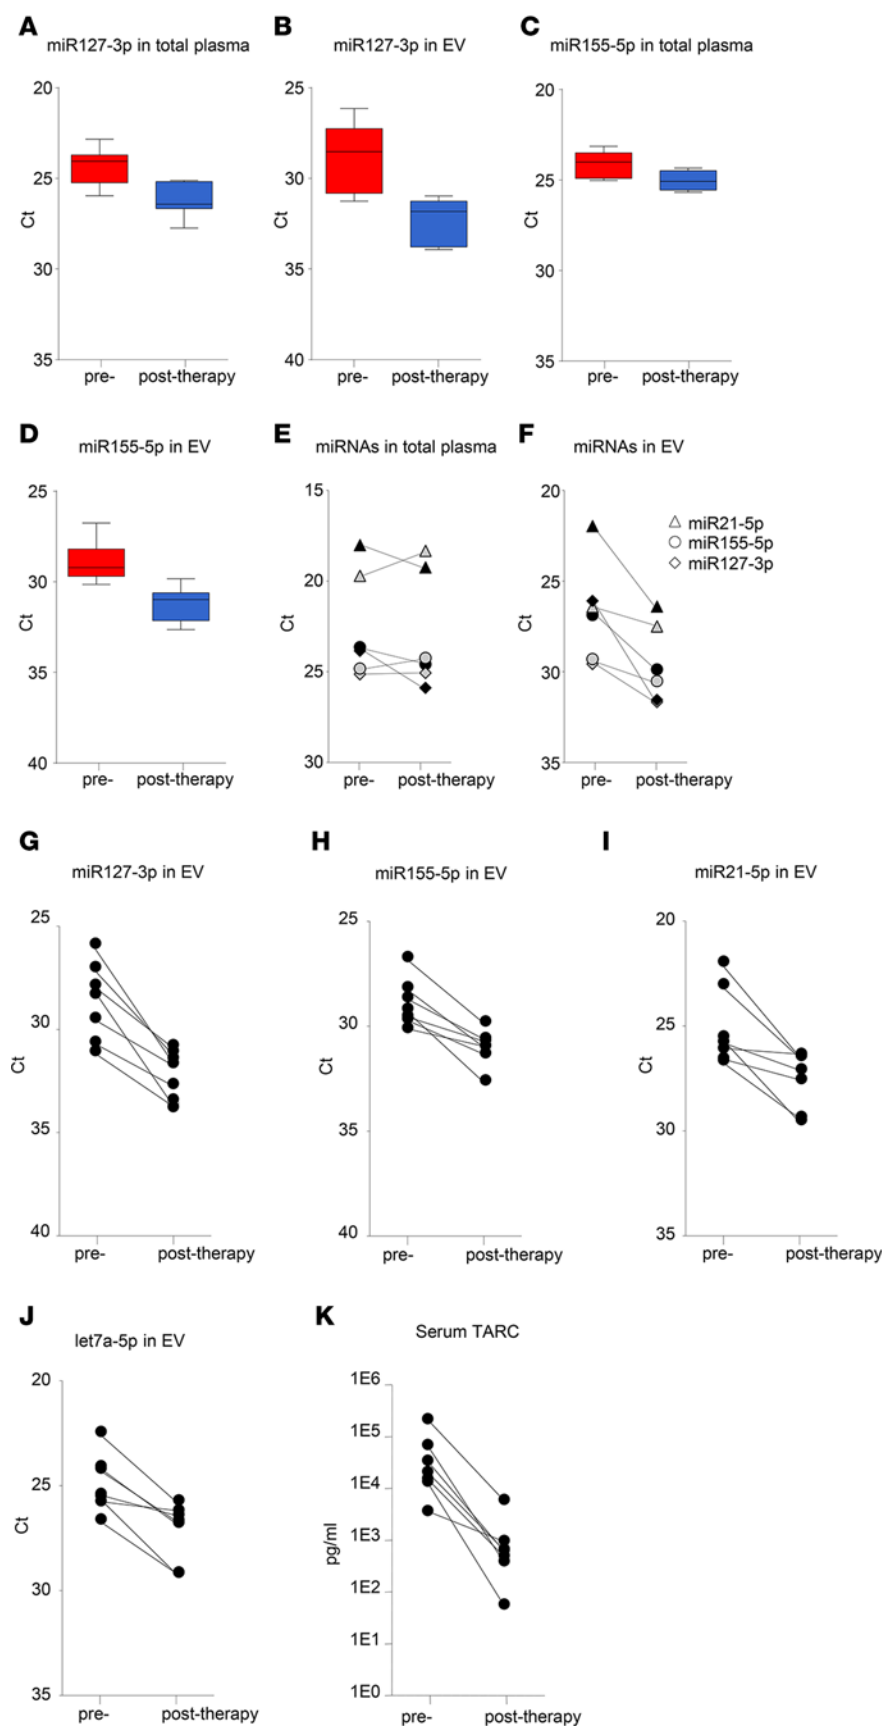 A B C
miR127-3p in total plasma miR127-3p in EV miR155-5p in total plasma
20 25 20
25 30 25
Ct Ct Ct
30 35 30
35 40 35
pre- post-therapy pre- post-therapy pre- post-therapy
D E F
miR155-5p in EV miRNAs in total plasma miRNAs in EV
25 15 20
miR21-5p
miR155-5p
miR127-3p
30 20 25
Ct Ct Ct
35 25 30
40 30 35
pre- post-therapy pre- post-therapy pre- post-therapy
G H I
miR127-3p in EV miR155-5p in EV miR21-5p in EV
25 25 20
30 30 25
Ct Ct Ct
35 35 30
40 40 35
pre- post-therapy pre- post-therapy pre- post-therapy
J K
let7a-5p in EV Serum TARC
20 1E6
1E5
25 1E4
Ct pg/ml
1E3
30 1E2
1E1
35 1E0
pre- post-therapy pre- post-therapy